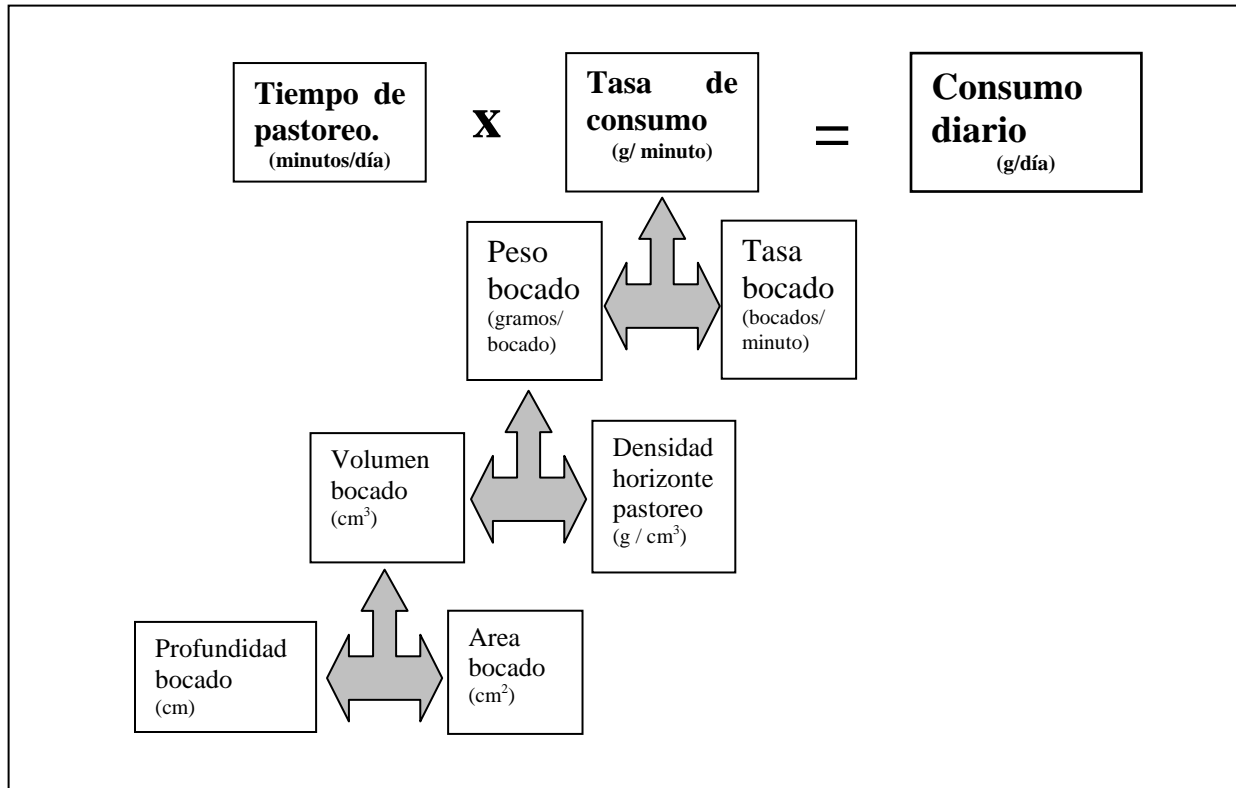 Tiempo de
pastoreo.
(minutos/día)
x
Tasa de
consumo
(g/ minuto)
=
Consumo
diario
(g/día)
Peso
bocado
(gramos/
bocado)
Tasa
bocado
(bocados/
minuto)
Volumen
bocado
(cm³)
Densidad
horizonte
pastoreo
(g / cm³)
Profundidad
bocado
(cm)
Area
bocado
(cm²)